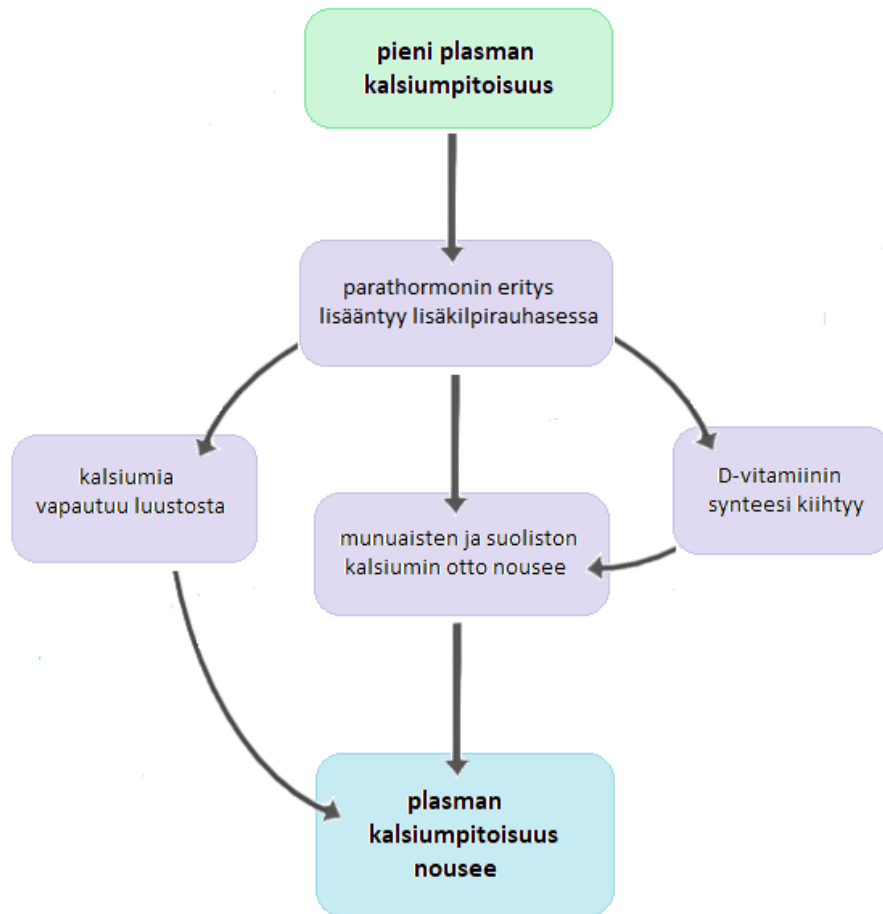 pieni plasman
kalsiumpitoisuus
parathormonin eritys
lisääntyy lisäkilpirauhasessa
kalsiumia
vapautuu luustosta
D-vitamiinin
synteesi kiihtyy
munuaisten ja suoliston
kalsiumin otto nousee
plasman
kalsiumpitoisuus
nousee